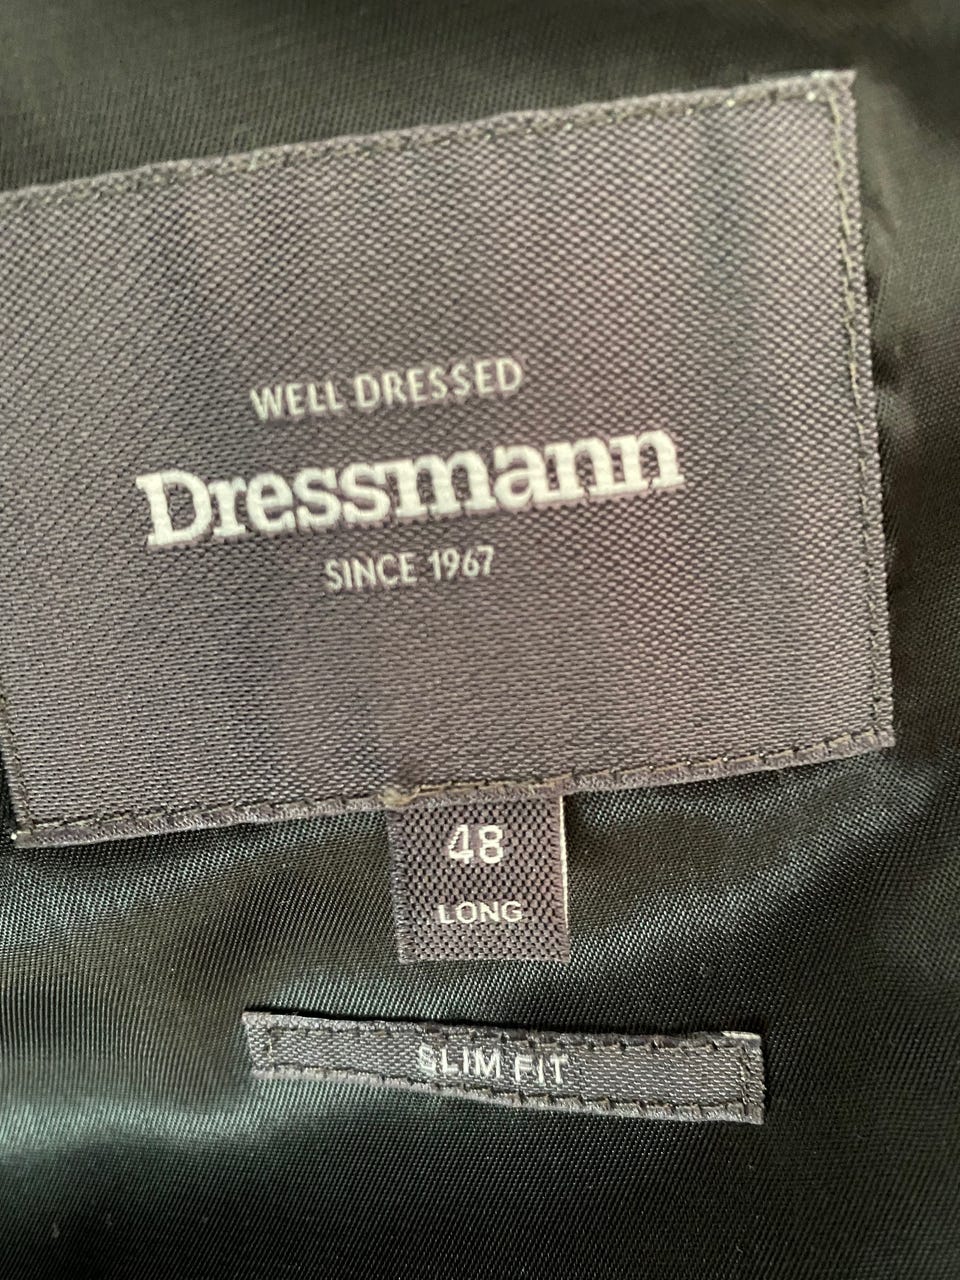 WELL DRESSED
Dressmann
SINCE 1967
48
LONG
SLIM FIT